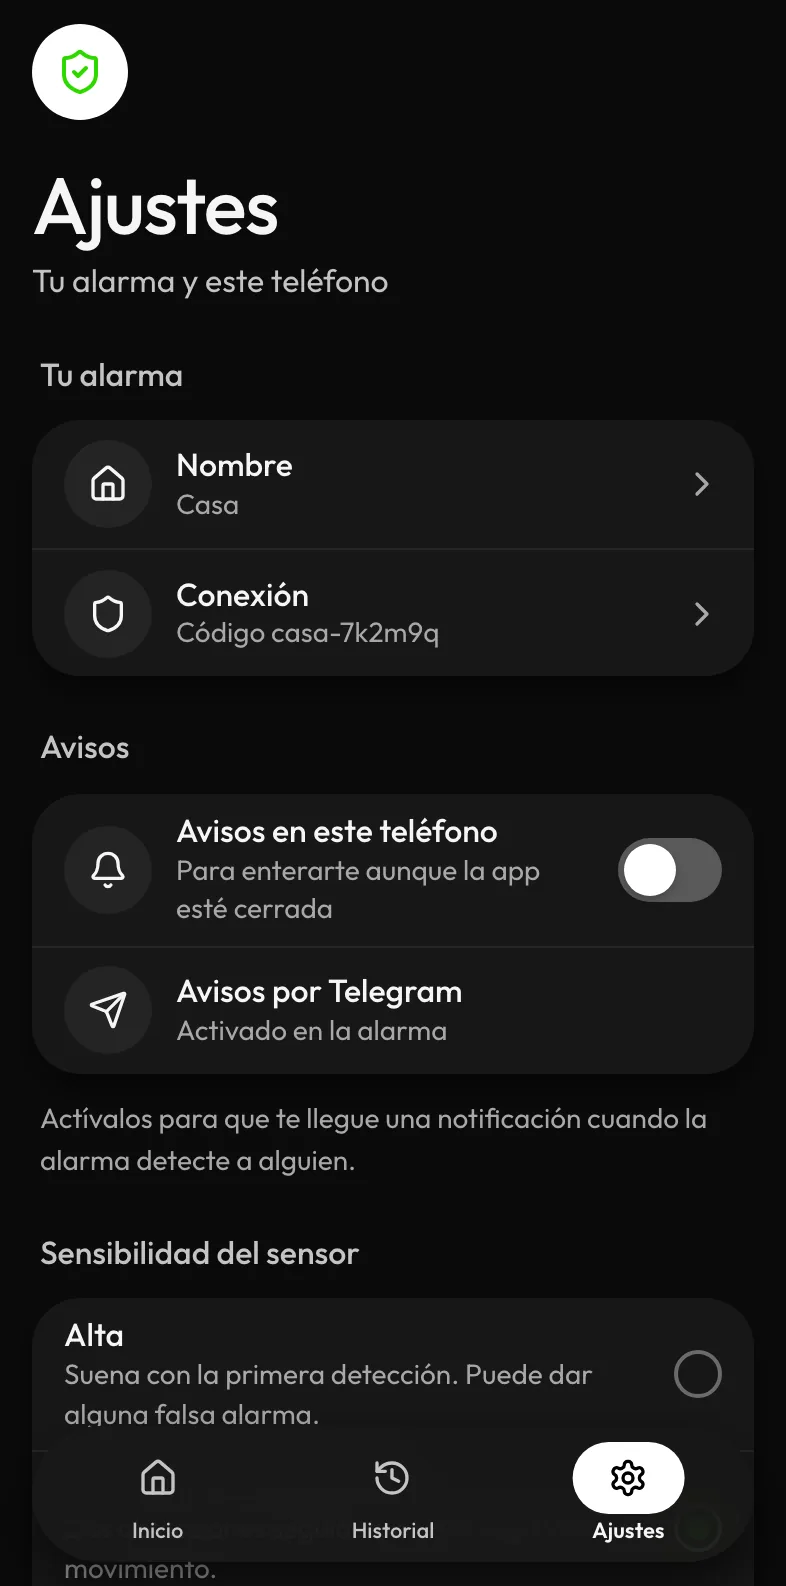 Ajustes
Tu alarma y este teléfono
Tu alarma
Nombre
Casa
Conexión
Código casa-7k2m9q
Avisos
Avisos en este teléfono
Para enterarte aunque la app
esté cerrada
Avisos por Telegram
Activado en la alarma
Actívalos para que te llegue una notificación cuando la
alarma detecte a alguien.
Sensibilidad del sensor
Alta
Suena con la primera detección. Puede dar
alguna falsa alarma.
Inicio
Historial
Ajustes
movimiento.